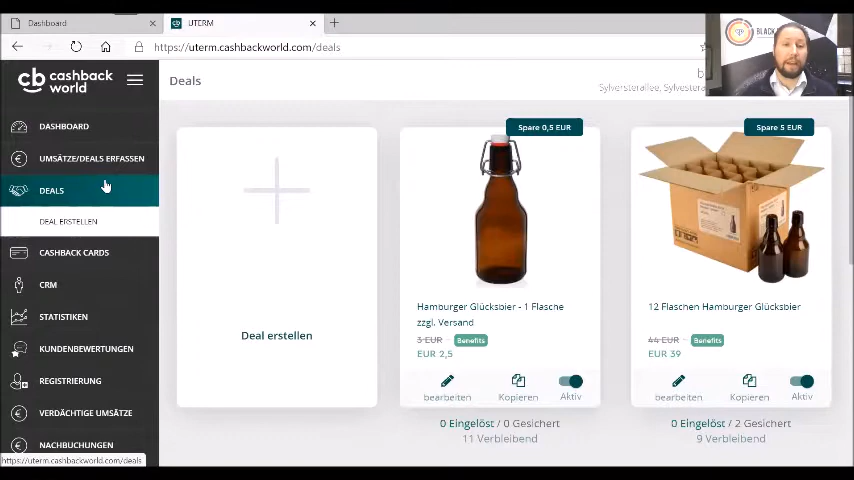 Dashboard
UTERM
https://uterm.cashbackworld.com/deals
cb cashback world
Deals
DASHBOARD
UMSÄTZE/DEALS ERFASSEN
DEALS
DEAL ERSTELLEN
CASHBACK CARDS
CRM
STATISTIKEN
KUNDENBEWERTUNGEN
REGISTRIERUNG
VERDÄCHTIGE UMSÄTZE
NACHBUCHUNGEN
https://uterm.cashbackworld.com/deals
Sylvesterallee, Sylvestera
BLACK
Deal erstellen
Spare 0,5 EUR
Hamburger Glücksbier - 1 Flasche
zzgl. Versand
3 EUR - Benefits
EUR 2,5
bearbeiten Kopieren Aktiv
0 Eingelöst / 0 Gesichert
11 Verbleibend
Spare 5 EUR
12 Flaschen Hamburger Glücksbier
44 EUR - Benefits
EUR 39
bearbeiten Kopieren Aktiv
0 Eingelöst / 2 Gesichert
9 Verbleibend